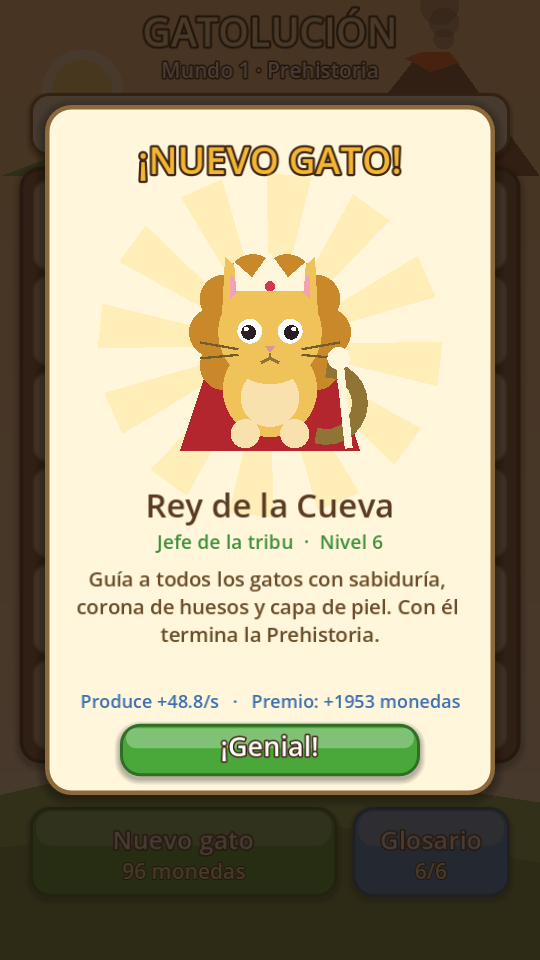 GATOLUCIÓN
Mundo 1 · Prehistoria
¡NUEVO GATO!
Rey de la Cueva
Jefe de la tribu · Nivel 6
Guía a todos los gatos con sabiduría,
corona de huesos y capa de piel. Con él
termina la Prehistoria.
Produce +48.8/s · Premio: +1953 monedas
¡Genial!
Nuevo gato
96 monedas
Glosario
6/6